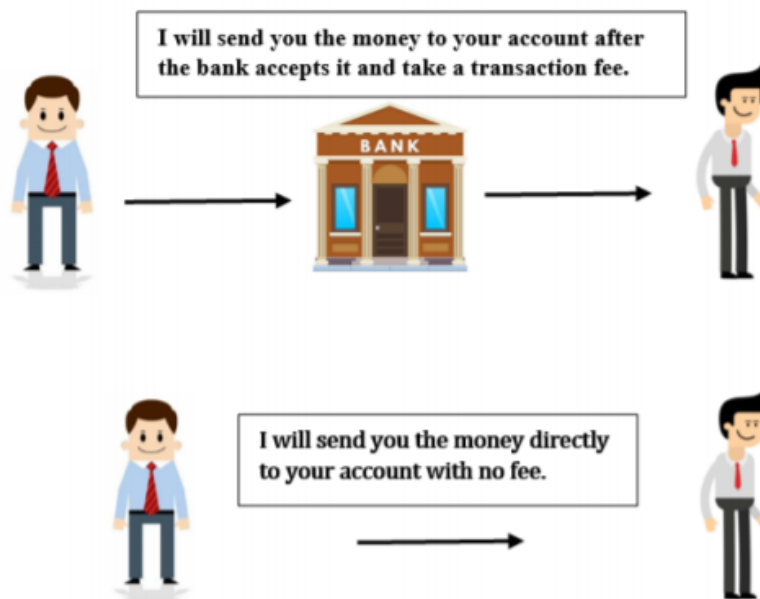 I will send you the money to your account after
the bank accepts it and take a transaction fee.
BANK
I will send you the money directly
to your account with no fee.